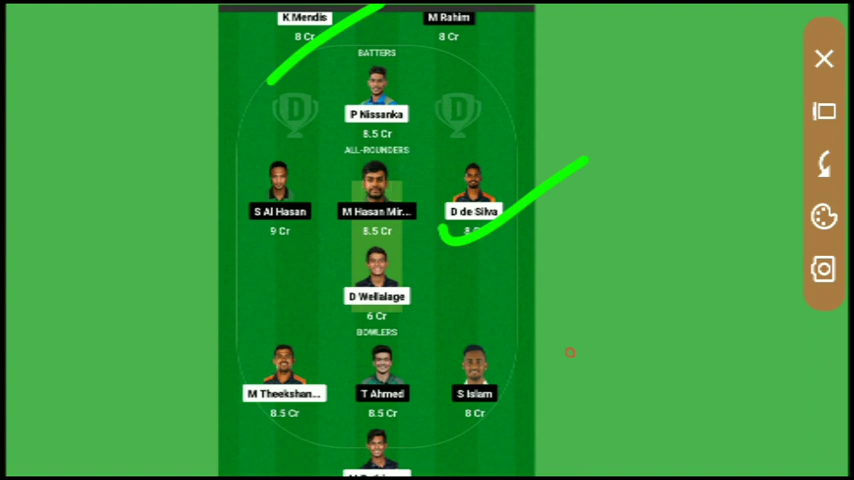 K Mendis M Rahim
8 Cr 8 Cr
BATTERS
D D
P Nissanka
8.5 Cr
ALL-ROUNDERS
S Al Hasan M Hasan Mir... D de Silva
9 Cr 8.5 Cr
D Wellalage
6 Cr
BOWLERS
M Theekshan... T Ahmed S Islam
8.5 Cr 8.5 Cr 8 Cr